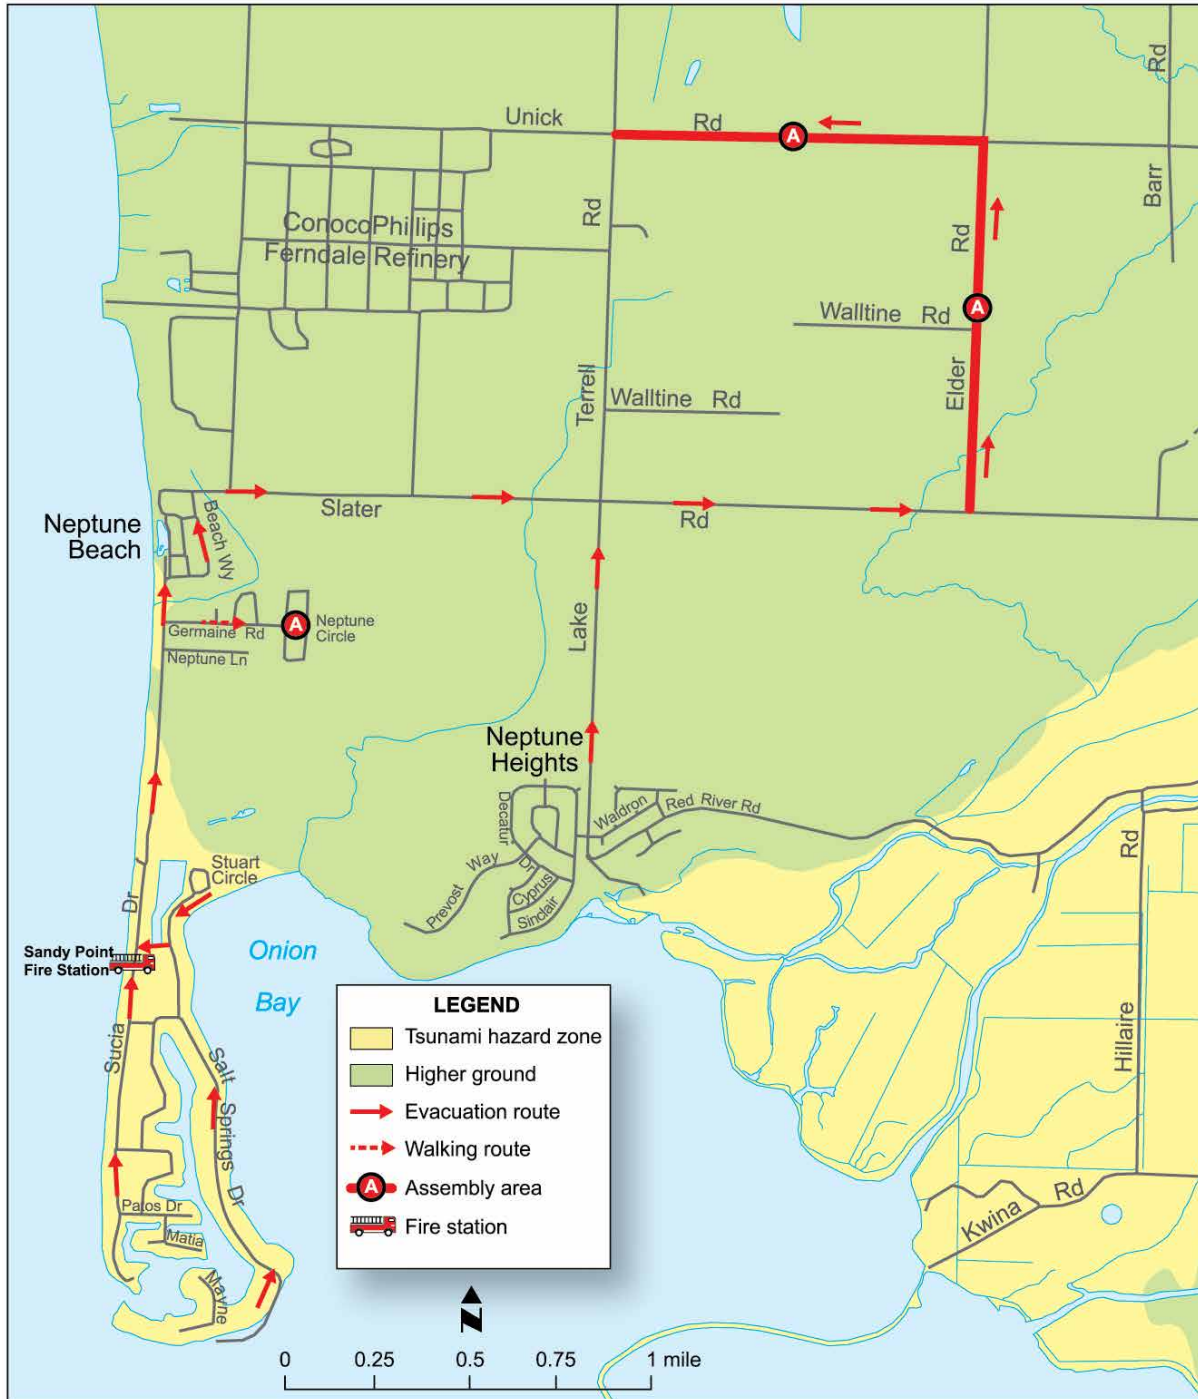 Unick
Rd
A
Rd
Barr
Rd
Rd
ConocoPhillips
Ferndale Refinery
Rd
A
Walltine Rd
Elder
Terrell
Walltine Rd
Slater
Rd
Neptune
Beach
Beach Wy
A
Neptune
Circle
Germaine Rd
Neptune Ln
Lake
Neptune
Heights
Decatur
Waldron
Red River Rd
Prevost Way
Dr
Cyprus
Sinclair
Stuart
Circle
Dr
Sandy Point
Fire Station
Sucia
Onion
Bay
Salt Springs Dr
Rd
Hillaire
Kwina Rd
Patos Dr
Matia
Mayne
LEGEND
Tsunami hazard zone
Higher ground
Evacuation route
Walking route
A
Assembly area
Fire station
N
0 0.25 0.5 0.75 1 mile